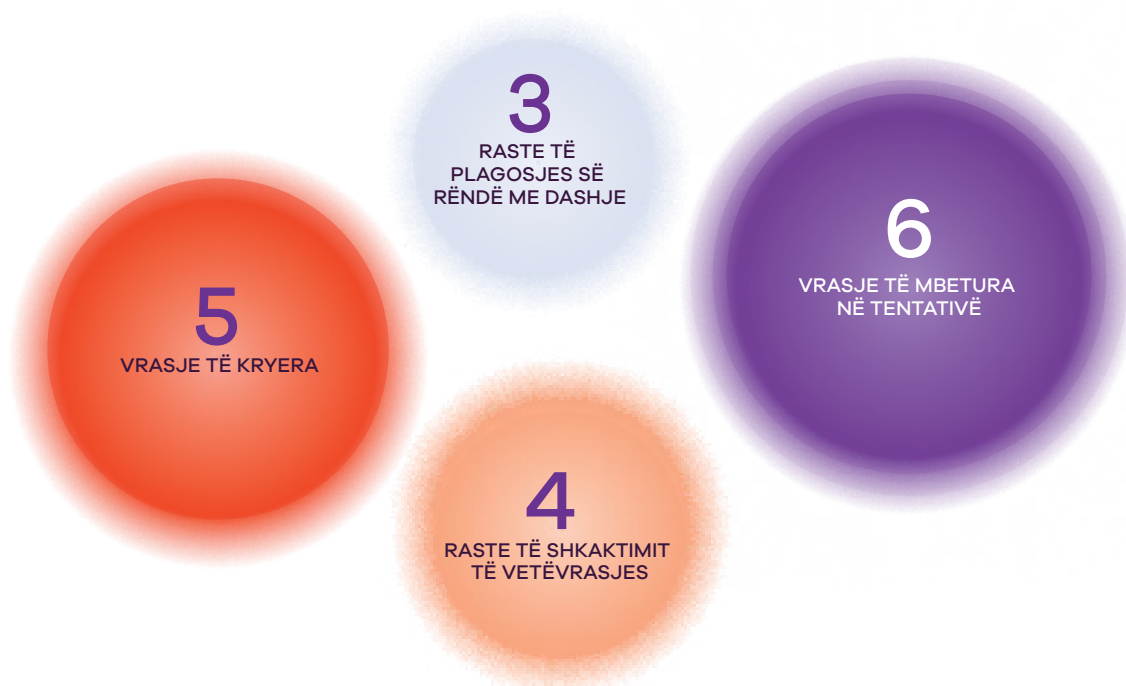 3
RASTE TË
PLAGOSJES SË
RËNDË ME DASHJE
6
VRASJE TË MBETURA
NË TENTATIVË
5
VRASJE TË KRYERA
4
RASTE TË SHKAKTIMIT
TË VETËVRASJES